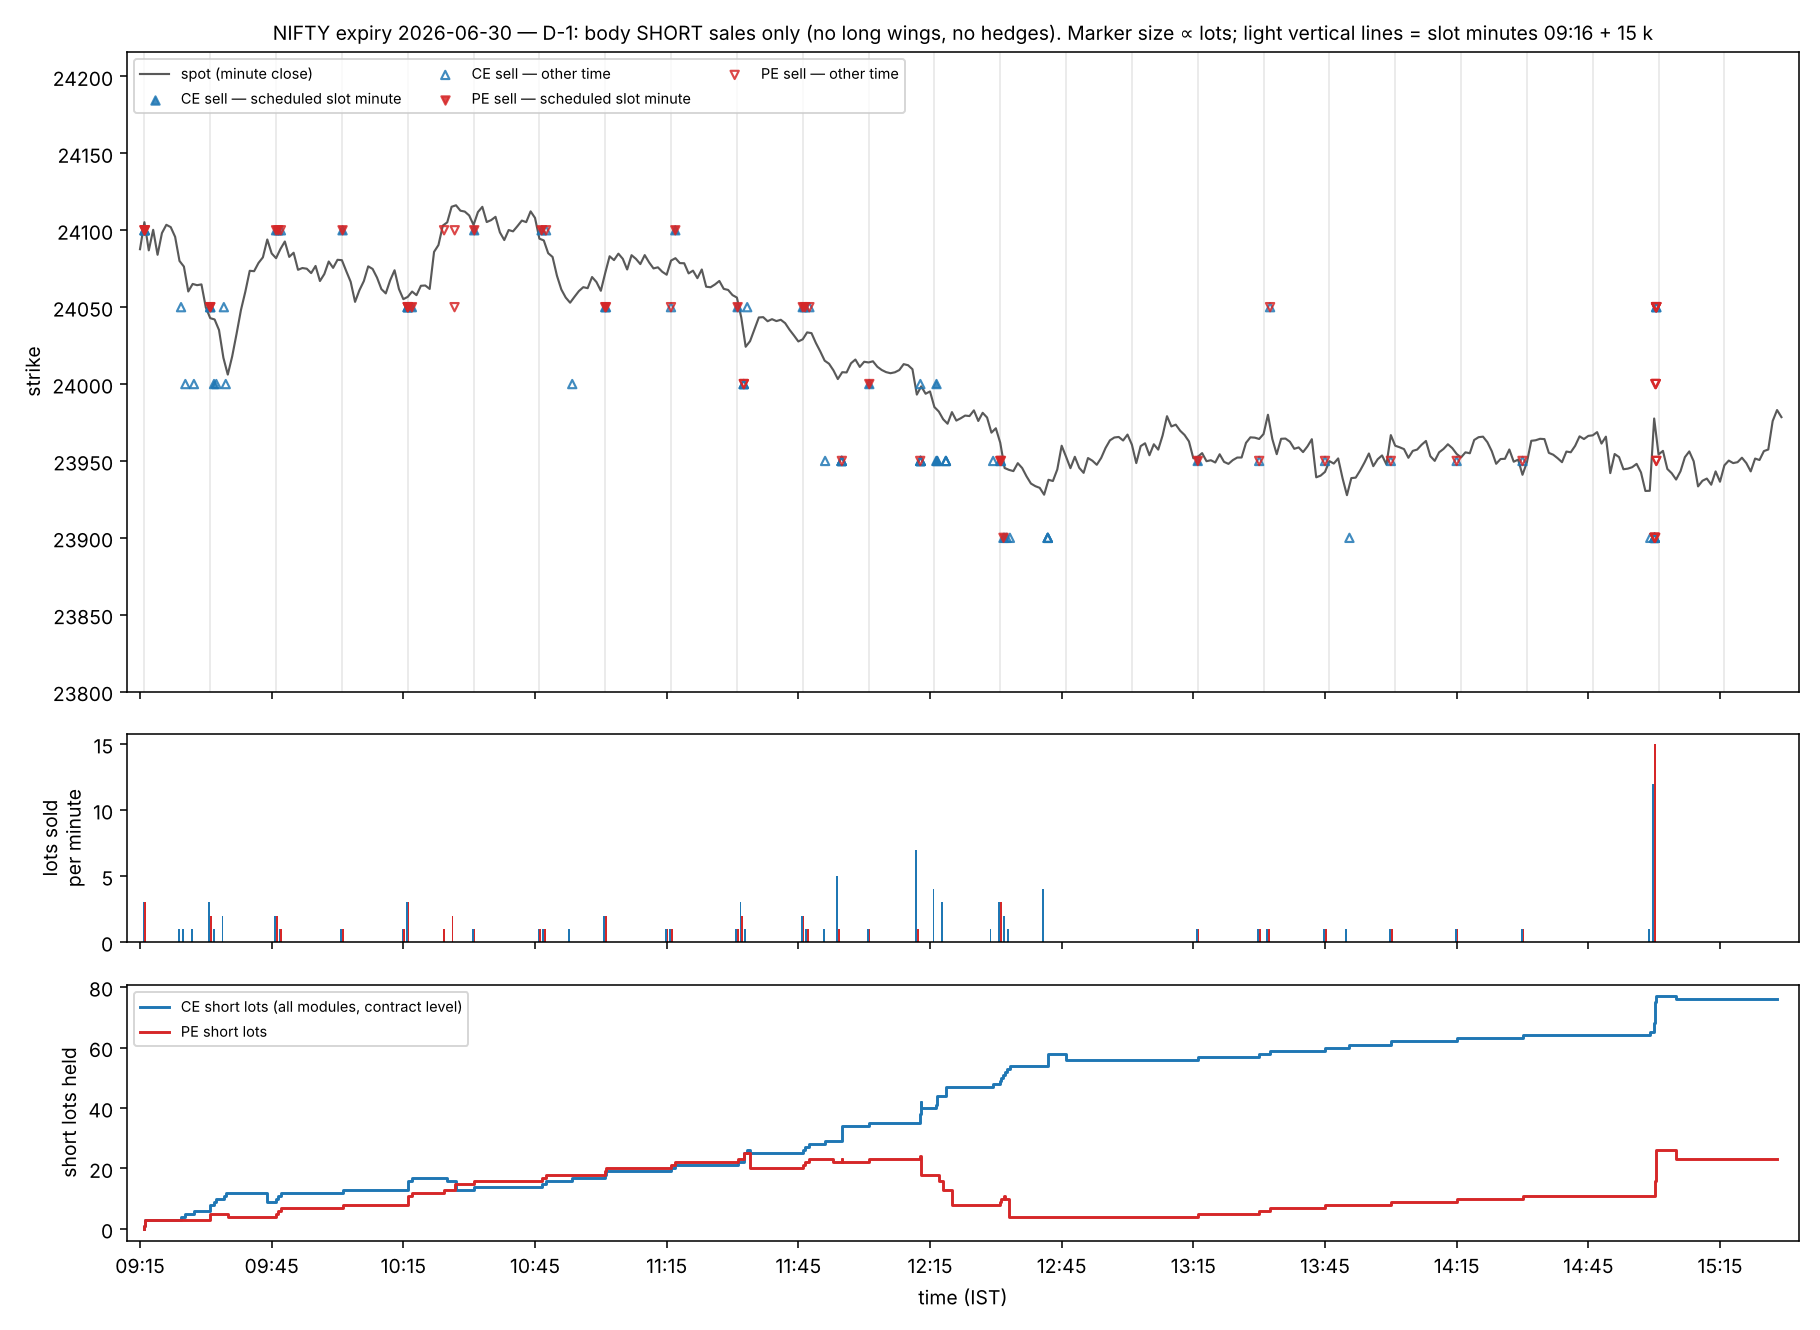 NIFTY expiry 2026-06-30 — D-1: body SHORT sales only (no long wings, no hedges). Marker size ∝ lots; light vertical lines = slot minutes 09:16 + 15 k
spot (minute close)
CE sell — scheduled slot minute
CE sell — other time
PE sell — scheduled slot minute
PE sell — other time
24200
24150
24100
24050
24000
23950
23900
23850
23800
strike
15
10
5
0
lots sold
per minute
CE short lots (all modules, contract level)
PE short lots
80
60
40
20
0
short lots held
09:15 09:45 10:15 10:45 11:15 11:45 12:15 12:45 13:15 13:45 14:15 14:45 15:15
time (IST)